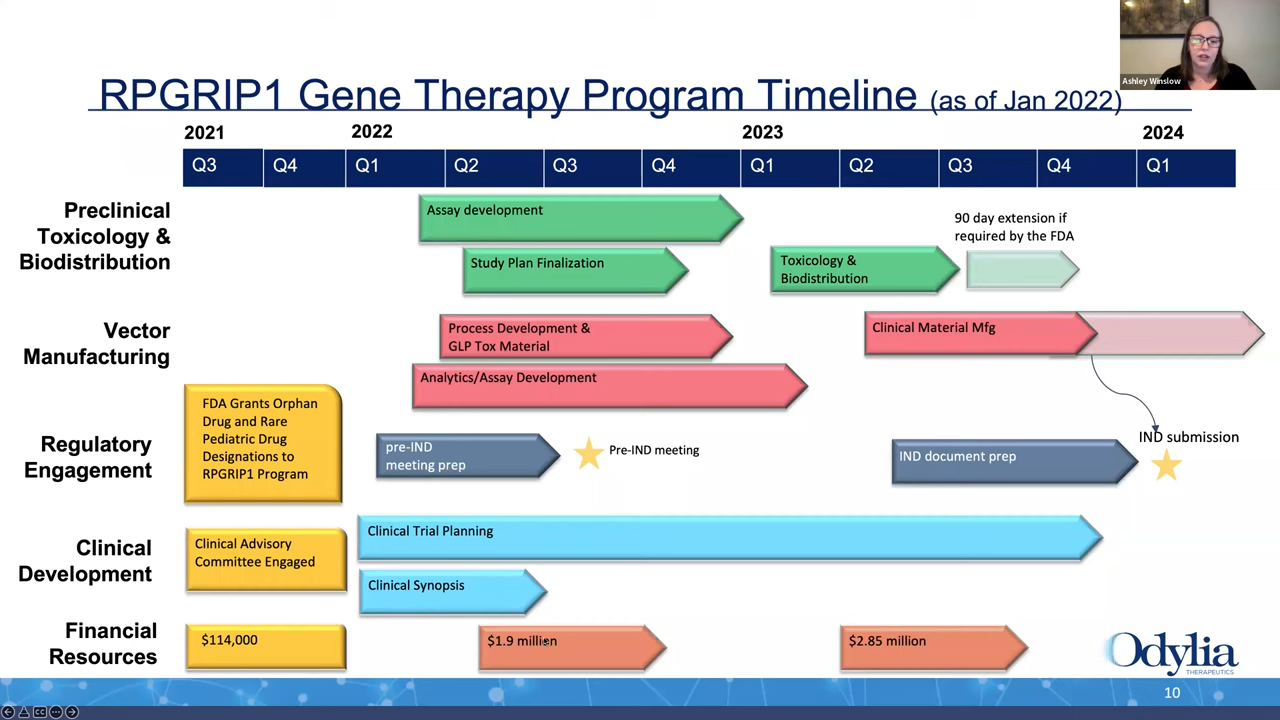 Ashley Winslow
RPGRIP1 Gene Therapy Program Timeline (as of Jan 2022)
2021
2022
2023
2024
Q3
Q4
Q1
Q2
Q3
Q4
Q1
Q2
Q3
Q4
Q1
Preclinical
Toxicology &
Biodistribution
Assay development
Study Plan Finalization
Toxicology &
Biodistribution
90 day extension if
required by the FDA
Vector
Manufacturing
Process Development &
GLP Tox Material
Analytics/Assay Development
Clinical Material Mfg
Regulatory
Engagement
FDA Grants Orphan
Drug and Rare
Pediatric Drug
Designations to
RPGRIP1 Program
pre-IND
meeting prep
Pre-IND meeting
IND document prep
IND submission
Clinical
Development
Clinical Advisory
Committee Engaged
Clinical Trial Planning
Clinical Synopsis
Financial
Resources
$114,000
$1.9 million
$2.85 million
Odylia
THERAPEUTICS
10
CC